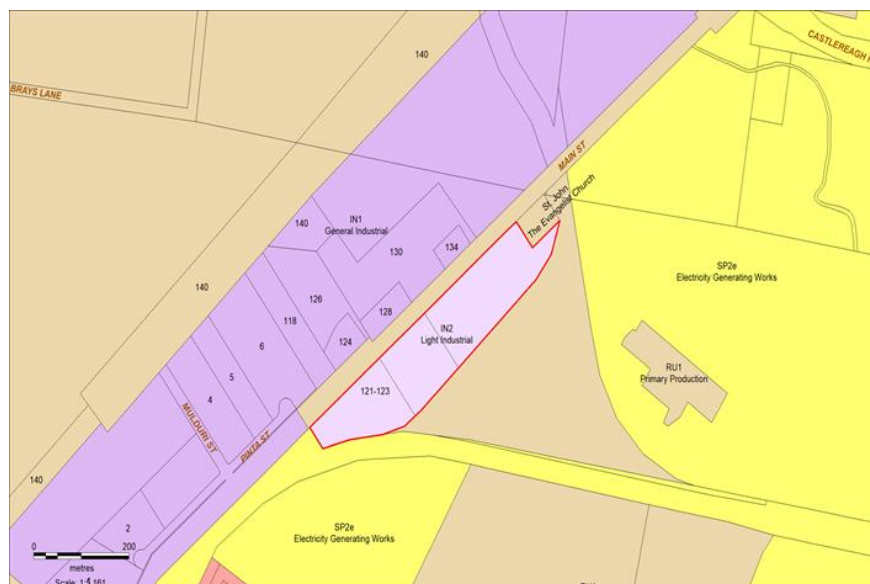 140
140
CASTLEREAGH
BRAYS LANE
MAIN ST
St. John
The Evangelist Church
140
IN1
General Industrial
130
134
SP2e
Electricity Generating Works
140
126
118
128
6
124
IN2
Light Industrial
RU1
Primary Production
5
4
121-123
MULDURI ST
PINTA ST
140
2
SP2e
Electricity Generating Works
0
200
metres